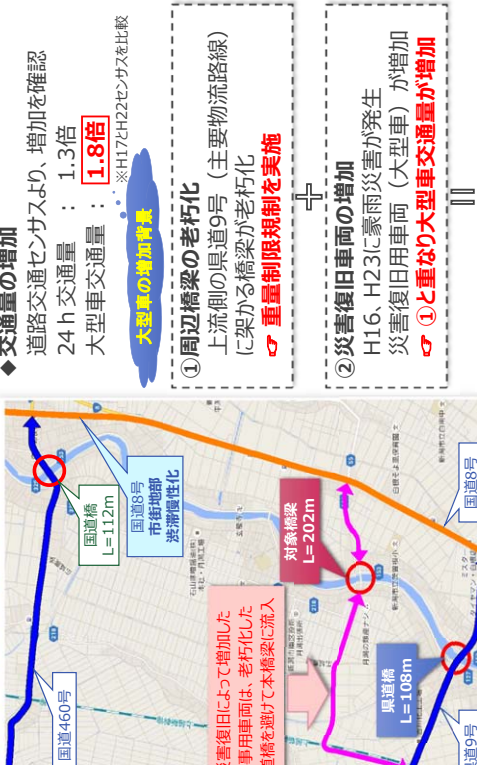 ◆交通量の増加
道路交通センサスより、増加を確認
24h交通量 ： 1.3倍
大型車交通量 ： 1.8倍
※H17とH22センサスを比較
大型車の増加背景
①周辺橋梁の老朽化
上流側の県道9号（主要物流路線）
に架かる橋梁が老朽化
☞ 重量制限規制を実施
＋
②災害復旧車両の増加
H16、H23に豪雨災害が発生
災害復旧用車両（大型車）が増加
☞ ①と重なり大型車交通量が増加
国道460号
国道橋
L=112m
国道8号
市街地部
渋滞慢性化
対象橋梁
L=202m
害復旧によって増加した
事用車両は、老朽化した
道橋を避けて本橋梁に流入
県道橋
L=108m
国道8号
道9号